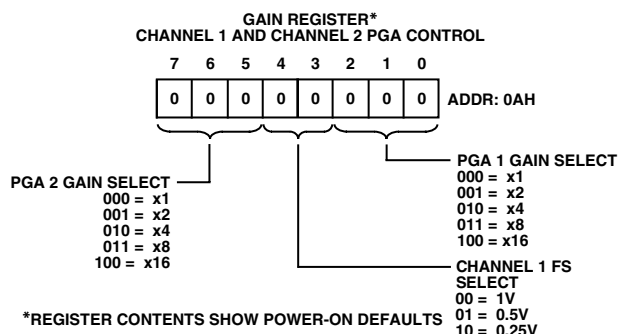 GAIN REGISTER*
CHANNEL 1 AND CHANNEL 2 PGA CONTROL
7 6 5 4 3 2 1 0
0 0 0 0 0 0 0 0 ADDR: 0AH
PGA 2 GAIN SELECT
000 = x1
001 = x2
010 = x4
011 = x8
100 = x16
PGA 1 GAIN SELECT
000 = x1
001 = x2
010 = x4
011 = x8
100 = x16
CHANNEL 1 FS
SELECT
00 = 1V
01 = 0.5V
10 = 0.25V
*REGISTER CONTENTS SHOW POWER-ON DEFAULTS